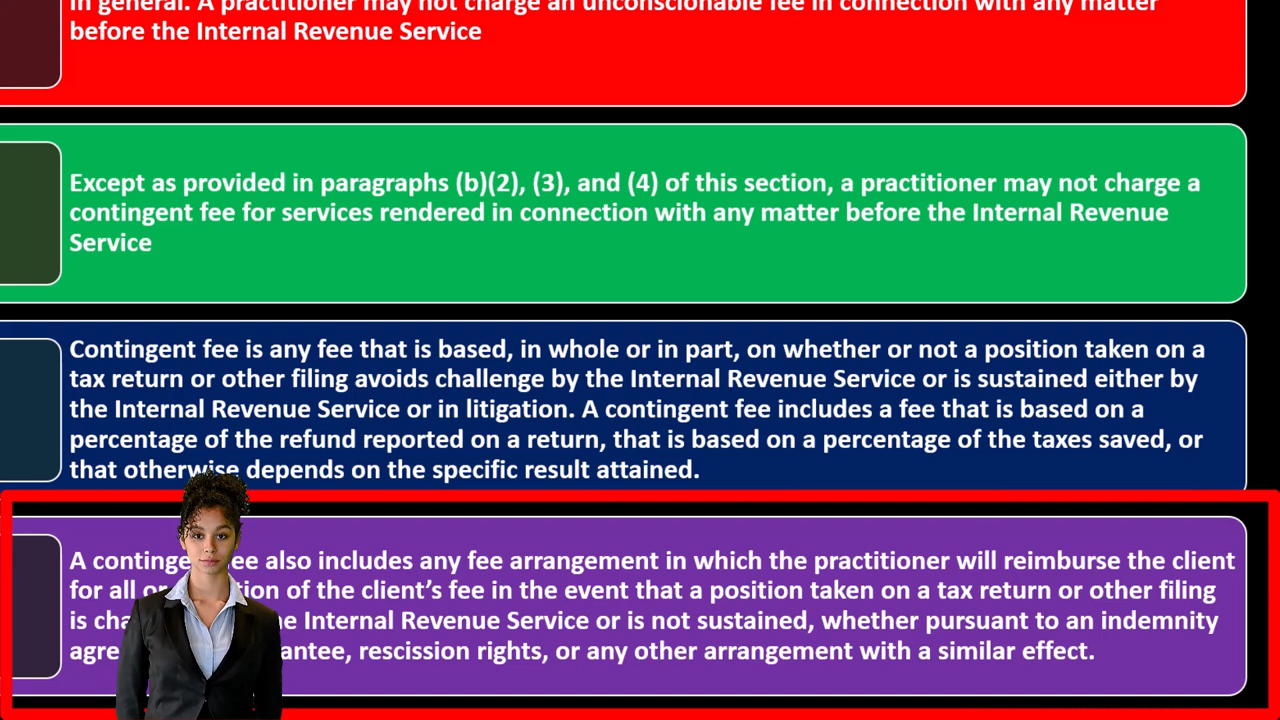 In general. A practitioner may not charge an unconscionable fee in connection with any matter
before the Internal Revenue Service
Except as provided in paragraphs (b)(2), (3), and (4) of this section, a practitioner may not charge a
contingent fee for services rendered in connection with any matter before the Internal Revenue
Service
Contingent fee is any fee that is based, in whole or in part, on whether or not a position taken on a
tax return or other filing avoids challenge by the Internal Revenue Service or is sustained either by
the Internal Revenue Service or in litigation. A contingent fee includes a fee that is based on a
percentage of the refund reported on a return, that is based on a percentage of the taxes saved, or
that otherwise depends on the specific result attained.
A fee also includes any fee arrangement in which the practitioner will reimburse the client
for all of the client’s fee in the event that a position taken on a tax return or other filing
is Internal Revenue Service or is not sustained, whether pursuant to an indemnity
rescission rights, or any other arrangement with a similar effect.